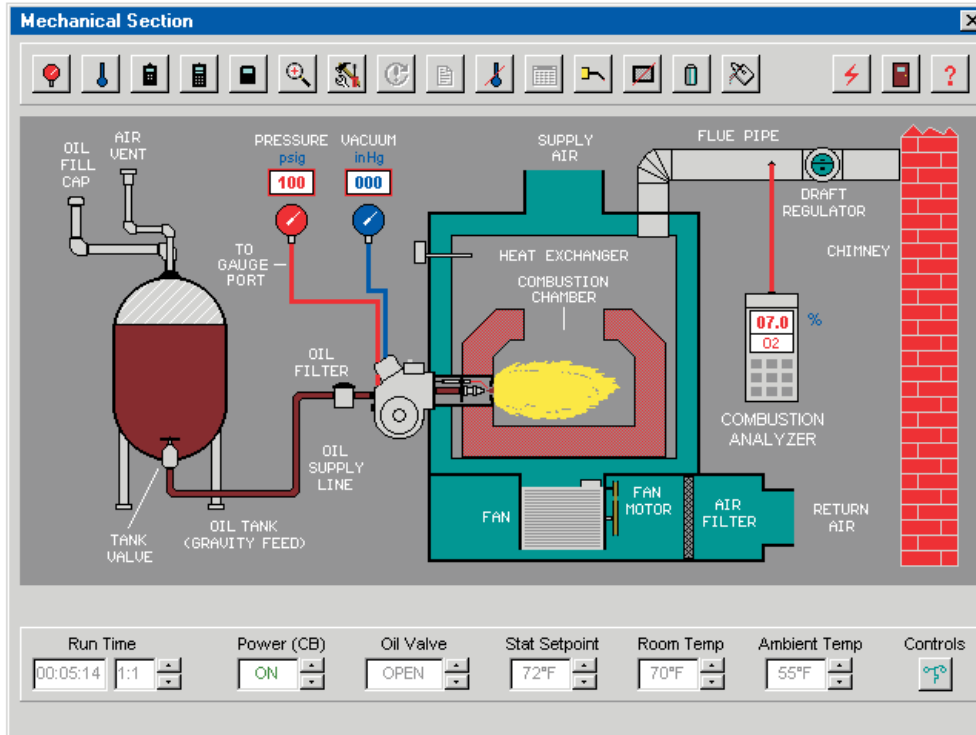 Mechanical Section
?
OIL
FILL
CAP
AIR
VENT
PRESSURE
psig
100
VACUUM
inHg
000
SUPPLY
AIR
FLUE PIPE
DRAFT
REGULATOR
CHIMNEY
TO
GAUGE
PORT
HEAT EXCHANGER
COMBUSTION
CHAMBER
07.0
%
O2
OIL
FILTER
COMBUSTION
ANALYZER
OIL
SUPPLY
LINE
FAN
FAN
MOTOR
AIR
FILTER
RETURN
AIR
TANK
VALVE
OIL TANK
(GRAVITY FEED)
Run Time
00:05:14
1:1
Power (CB)
ON
Oil Valve
OPEN
Stat Setpoint
72°F
Room Temp
70°F
Ambient Temp
55°F
Controls